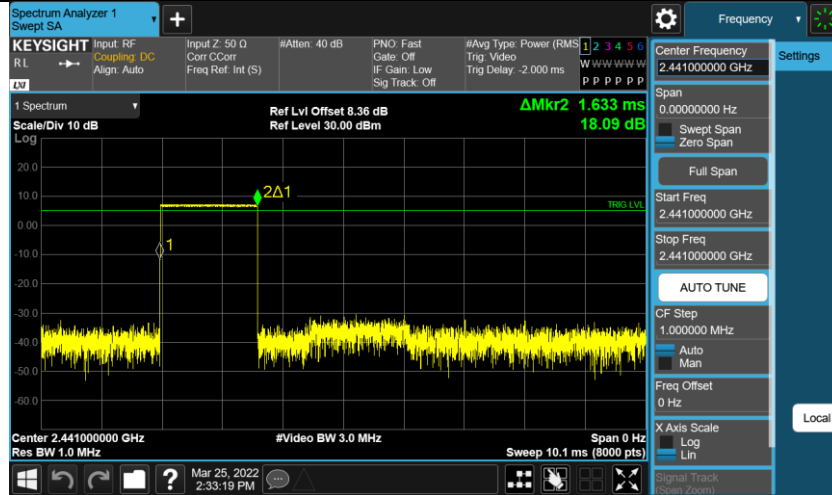 Spectrum Analyzer 1
Swept SA
+
Frequency
KEYSIGHT
RL
LXI
Input: RF
Coupling: DC
Align: Auto
Input Z: 50 Ω
Corr CCorr
Freq Ref: Int (S)
#Atten: 40 dB
PNO: Fast
Gate: Off
IF Gain: Low
Sig Track: Off
#Avg Type: Power (RMS
Trig: Video
Trig Delay: -2.000 ms
1 2 3 4 5 6
W W W W W W
P P P P P P
1 Spectrum
Scale/Div 10 dB
Log
Ref Lvl Offset 8.36 dB
Ref Level 30.00 dBm
ΔMkr2 1.633 ms
18.09 dB
20.0
10.0
0.00
-10.0
-20.0
-30.0
-40.0
-50.0
-60.0
2Δ1
1
TRIG LVL
Center 2.441000000 GHz
Res BW 1.0 MHz
#Video BW 3.0 MHz
Span 0 Hz
Sweep 10.1 ms (8000 pts)
?
Mar 25, 2022
2:33:19 PM
Center Frequency
2.441000000 GHz
Span
0.00000000 Hz
Swept Span
Zero Span
Full Span
Start Freq
2.441000000 GHz
Stop Freq
2.441000000 GHz
AUTO TUNE
CF Step
1.000000 MHz
Auto
Man
Freq Offset
0 Hz
X Axis Scale
Log
Lin
Signal Track
(Span Zoom)
Settings
Local